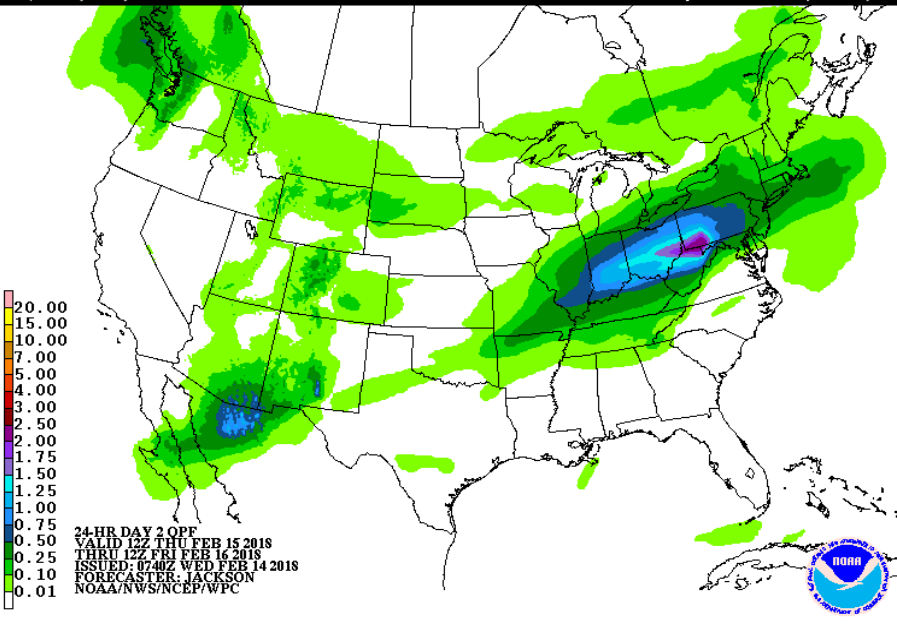 20.00
15.00
10.00
7.00
5.00
4.00
3.00
2.50
2.00
1.75
1.50
1.25
1.00
0.75
0.50
0.25
0.10
0.01
24-HR DAY 2 QPF
VALID 12Z THU FEB 15 2018
THRU 12Z FRI FEB 16 2018
ISSUED: 0740Z WED FEB 14 2018
FORECASTER: JACKSON
NOAA/NWS/NCEP/WPC
NOAA